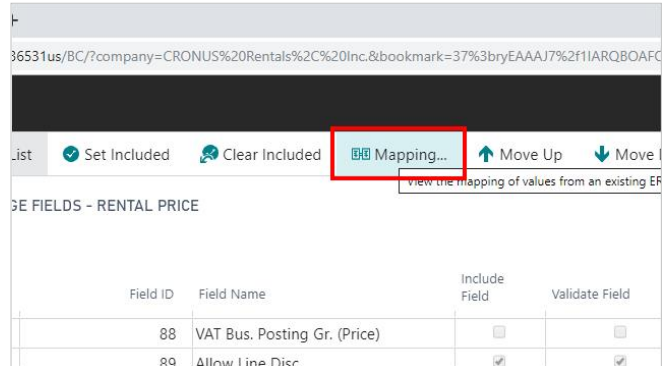 36531us/BC/?company=CRONUS%20Rentals%2C%20Inc.&bookmark=37%3bryEAAAJ7%2f1IARQBOAFC
List Set Included Clear Included Mapping... Move Up Move
View the mapping of values from an existing ER
GE FIELDS - RENTAL PRICE
Include
Field ID Field Name Field Validate Field
88 VAT Bus. Posting Gr. (Price)
89 Allow Line Disc.